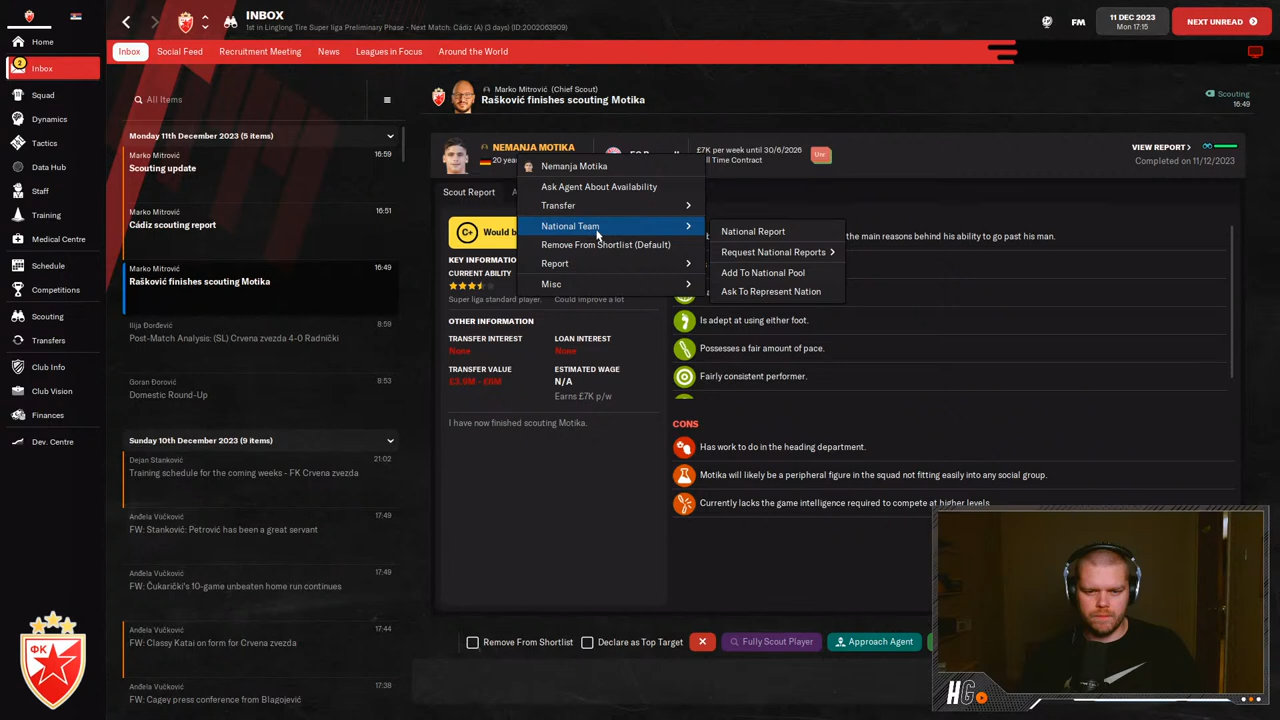 INBOX
1st in Linglong Tire Super liga Preliminary Phase - Next Match: Cádiz (A) (3 days) (ID:2002063909)
FM
11 DEC 2023
Mon 17:15
NEXT UNREAD
Home
2
Inbox
Squad
Dynamics
Tactics
Data Hub
Staff
Training
Medical Centre
Schedule
Competitions
Scouting
Transfers
Club Info
Club Vision
Finances
Dev. Centre
ФК
Inbox
Social Feed
Recruitment Meeting
News
Leagues in Focus
Around the World
All Items
Monday 11th December 2023 (5 items)
Marko Mitrović
16:59
Scouting update
Marko Mitrović
16:51
Cádiz scouting report
Marko Mitrović
16:49
Rašković finishes scouting Motika
Ilija Đorđević
8:59
Post-Match Analysis: (SL) Crvena zvezda 4-0 Radnički
Goran Đorović
8:53
Domestic Round-Up
Sunday 10th December 2023 (9 items)
Dejan Stanković
21:02
Training schedule for the coming weeks - FK Crvena zvezda
Anđela Vučković
17:49
FW: Stanković: Petrović has been a great servant
Anđela Vučković
17:49
FW: Čukarički's 10-game unbeaten home run continues
Anđela Vučković
17:44
FW: Classy Katai on form for Crvena zvezda
Anđela Vučković
17:38
FW: Cagey press conference from Blagojević
Marko Mitrović (Chief Scout)
Rašković finishes scouting Motika
Scouting
16:49
NEMANJA MOTIKA
20 year
£7K per week until 30/6/2026
ll Time Contract
Unr
VIEW REPORT
Completed on 11/12/2023
Scout Report
Nemanja Motika
Ask Agent About Availability
Transfer
National Team
Remove From Shortlist (Default)
Report
Misc
National Report
Request National Reports
Add To National Pool
Ask To Represent Nation
C+
Would b
KEY INFORMA
CURRENT ABILITY
Super liga standard player.
Could improve a lot
OTHER INFORMATION
TRANSFER INTEREST
None
LOAN INTEREST
None
TRANSFER VALUE
£3.9M - £6M
ESTIMATED WAGE
N/A
Earns £7K p/w
I have now finished scouting Motika.
the main reasons behind his ability to go past his man.
Is adept at using either foot.
Possesses a fair amount of pace.
Fairly consistent performer.
CONS
Has work to do in the heading department.
Motika will likely be a peripheral figure in the squad not fitting easily into any social group.
Currently lacks the game intelligence required to compete at higher levels
Remove From Shortlist
Declare as Top Target
Fully Scout Player
Approach Agent
HG